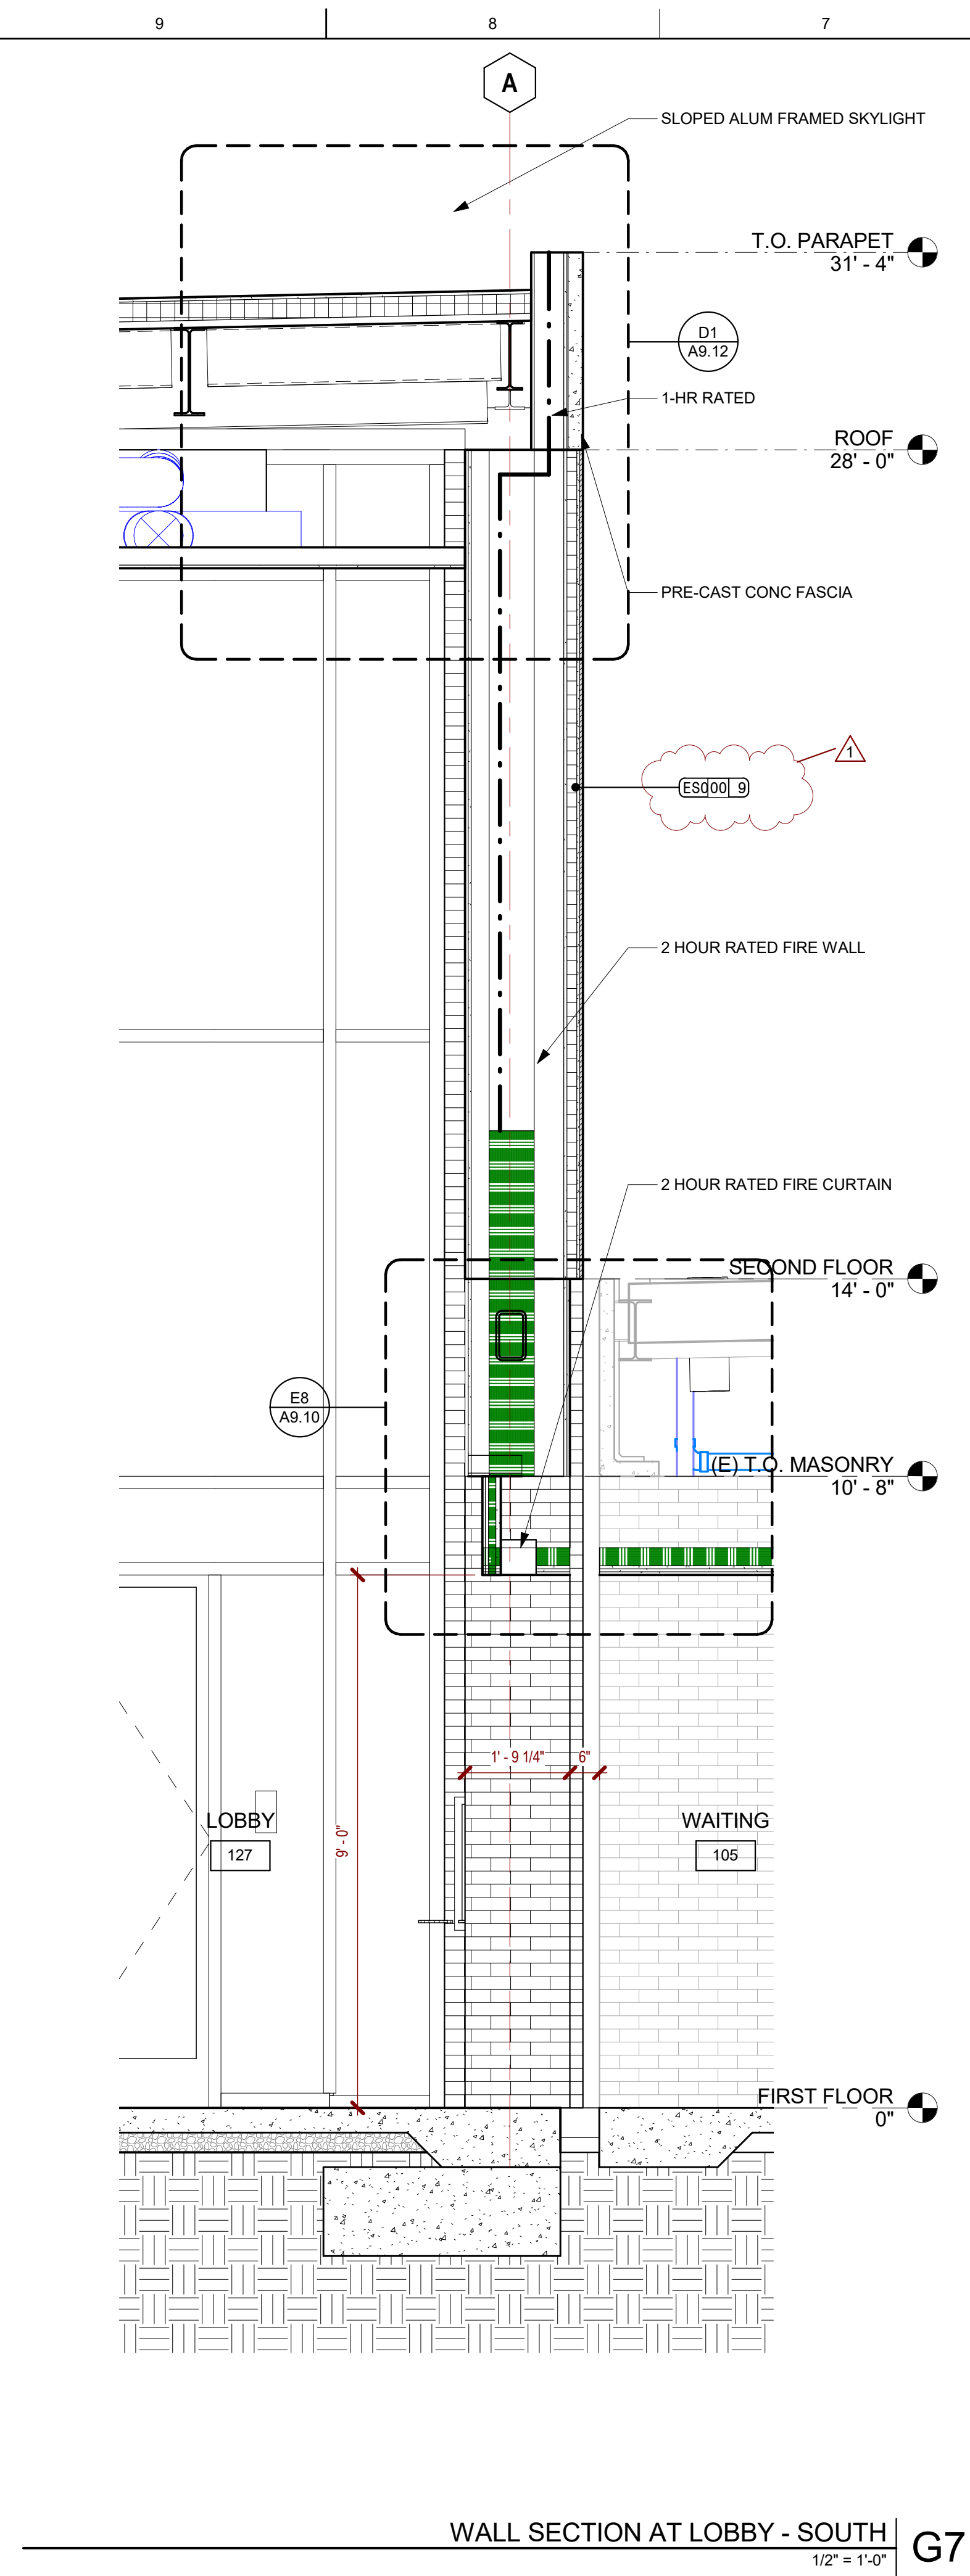 9
8
7
A
SLOPED ALUM FRAMED SKYLIGHT
T.O. PARAPET
31' - 4"
D1
A9.12
1-HR RATED
ROOF
28' - 0"
PRE-CAST CONC FASCIA
1
ES000 9
2 HOUR RATED FIRE WALL
2 HOUR RATED FIRE CURTAIN
SECOND FLOOR
14' - 0"
E8
A9.10
(E) T.O. MASONRY
10' - 8"
1' - 9 1/4"
6"
LOBBY
127
9' - 0"
WAITING
105
FIRST FLOOR
0"
WALL SECTION AT LOBBY - SOUTH
1/2" = 1'-0"
G7